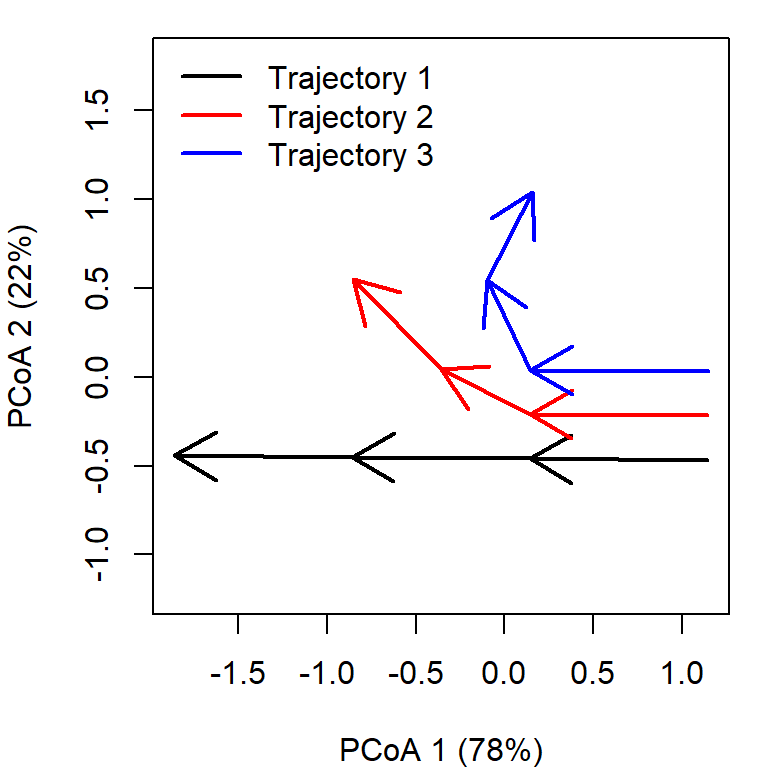 Trajectory 1
Trajectory 2
Trajectory 3
1.5
1.0
0.5
0.0
-0.5
-1.0
PCoA 2 (22%)
-1.5 -1.0 -0.5 0.0 0.5 1.0
PCoA 1 (78%)